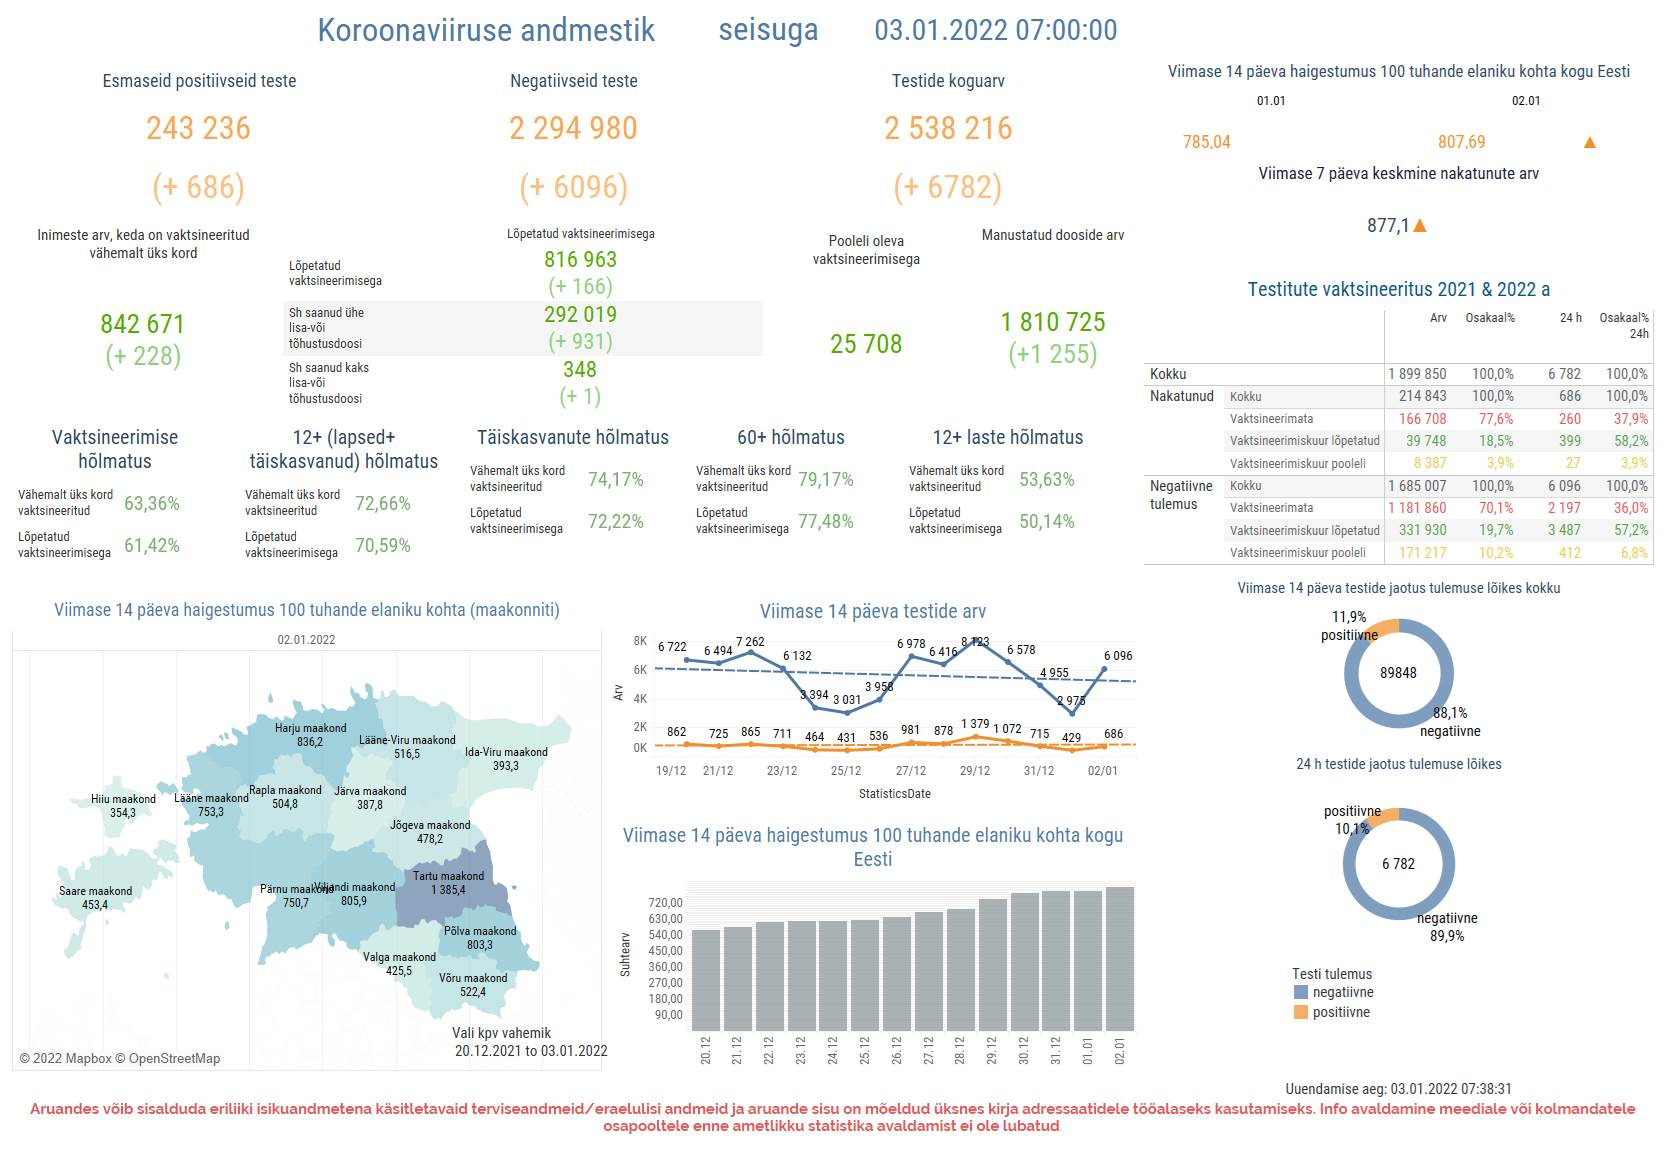 Koroonaviiruse andmestik seisuga 03.01.2022 07:00:00
Esmaseid positiivseid teste
243 236
(+ 686)
Negatiivseid teste
2 294 980
(+ 6096)
Testide koguarv
2 538 216
(+ 6782)
Viimase 14 päeva haigestumus 100 tuhande elaniku kohta kogu Eesti
01.01 02.01
785,04 807,69 ▲
Viimase 7 päeva keskmine nakatunute arv
877,1 ▲
Inimeste arv, keda on vaktsineeritud
vähemalt üks kord
842 671
(+ 228)
Lõpetatud vaktsineerimisega
Lõpetatud
vaktsineerimisega
816 963
(+ 166)
Sh saanud ühe
lisa-või
tõhustusdoosi
292 019
(+ 931)
Sh saanud kaks
lisa-või
tõhustusdoosi
348
(+ 1)
Pooleli oleva
vaktsineerimisega
25 708
Manustatud dooside arv
1 810 725
(+1 255)
Vaktsineerimise
hõlmatus
Vähemalt üks kord
vaktsineeritud
63,36%
Lõpetatud
vaktsineerimisega
61,42%
12+ (lapsed+
täiskasvanud) hõlmatus
Vähemalt üks kord
vaktsineeritud
72,66%
Lõpetatud
vaktsineerimisega
70,59%
Täiskasvanute hõlmatus
Vähemalt üks kord
vaktsineeritud
74,17%
Lõpetatud
vaktsineerimisega
72,22%
60+ hõlmatus
Vähemalt üks kord
vaktsineeritud
79,17%
Lõpetatud
vaktsineerimisega
77,48%
12+ laste hõlmatus
Vähemalt üks kord
vaktsineeritud
53,63%
Lõpetatud
vaktsineerimisega
50,14%
Testitute vaktsineeritus 2021 & 2022 a
Arv Osakaal% 24 h Osakaal%
24h
Kokku 1 899 850 100,0% 6 782 100,0%
Nakatunud Kokku 214 843 100,0% 686 100,0%
Vaktsineerimata 166 708 77,6% 260 37,9%
Vaktsineerimiskuur lõpetatud 39 748 18,5% 399 58,2%
Vaktsineerimiskuur pooleli 8 387 3,9% 27 3,9%
Negatiivne
tulemus
Kokku 1 685 007 100,0% 6 096 100,0%
Vaktsineerimata 1 181 860 70,1% 2 197 36,0%
Vaktsineerimiskuur lõpetatud 331 930 19,7% 3 487 57,2%
Vaktsineerimiskuur pooleli 171 217 10,2% 412 6,8%
Viimase 14 päeva haigestumus 100 tuhande elaniku kohta (maakonniti)
02.01.2022
Harju maakond
836,2
Lääne-Viru maakond
516,5
Ida-Viru maakond
393,3
Hiiu maakond
354,3
Lääne maakond
753,3
Rapla maakond
504,8
Järva maakond
387,8
Jõgeva maakond
478,2
Saare maakond
453,4
Pärnu maakond
750,7
Viljandi maakond
805,9
Tartu maakond
1 385,4
Põlva maakond
803,3
Valga maakond
425,5
Võru maakond
522,4
Vali kpv vahemik
20.12.2021 to 03.01.2022
© 2022 Mapbox © OpenStreetMap
Viimase 14 päeva testide arv
Arv
8K
6K
4K
2K
0K
6 722 6 494 7 262 6 132 3 394 3 031 3 958 6 978 6 416 8 123 6 578 4 955 2 975 6 096
862 725 865 711 464 431 536 981 878 1 379 1 072 715 429 686
19/12 21/12 23/12 25/12 27/12 29/12 31/12 02/01
StatisticsDate
Viimase 14 päeva haigestumus 100 tuhande elaniku kohta kogu
Eesti
Suhtearv
720,00
630,00
540,00
450,00
360,00
270,00
180,00
90,00
20.12 21.12 22.12 23.12 24.12 25.12 26.12 27.12 28.12 29.12 30.12 31.12 01.01 02.01
Viimase 14 päeva testide jaotus tulemuse lõikes kokku
11,9%
positiivne
89848
88,1%
negatiivne
24 h testide jaotus tulemuse lõikes
positiivne
10,1%
6 782
negatiivne
89,9%
Testi tulemus
negatiivne
positiivne
Uuendamise aeg: 03.01.2022 07:38:31
Aruandes võib sisalduda eriliiki isikuandmetena käsitletavaid terviseandmeid/eraelulisi andmeid ja aruande sisu on mõeldud üksnes kirja adressaatidele tööalaseks kasutamiseks. Info avaldamine meediale või kolmandatele
osapooltele enne ametlikku statistika avaldamist ei ole lubatud.